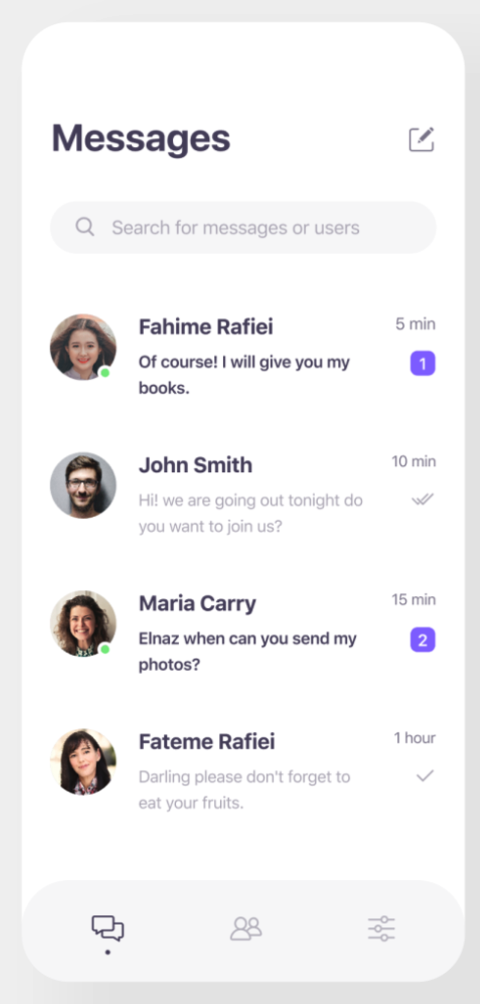 Messages
Search for messages or users
Fahime Rafiei
5 min
Of course! I will give you my
1
books.
John Smith
10 min
Hi! we are going out tonight do
you want to join us?
Maria Carry
15 min
Elnaz when can you send my
2
photos?
Fateme Rafiei
1 hour
Darling please don't forget to
eat your fruits.